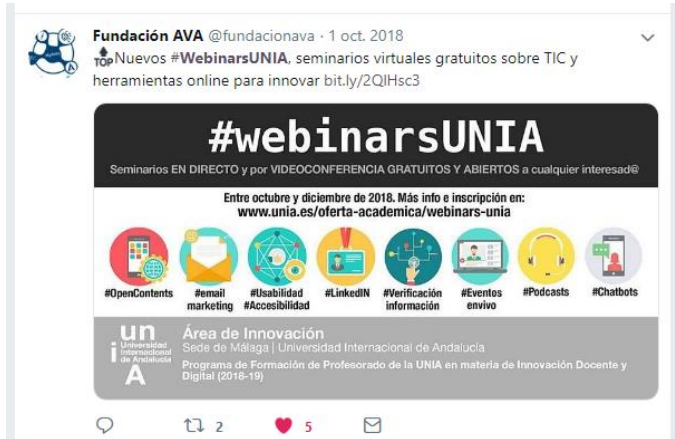 Fundación AVA @fundacionava · 1 oct. 2018
TOP Nuevos #WebinarsUNIA, seminarios virtuales gratuitos sobre TIC y
herramientas online para innovar bit.ly/2QlHsc3
#webinarsUNIA
Seminarios EN DIRECTO y por VIDEOCONFERENCIA GRATUITOS Y ABIERTOS a cualquier interesad@
Entre octubre y diciembre de 2018. Más info e inscripción en:
www.unia.es/oferta-academica/webinars-unia
#OpenContents
#email
marketing
#Usabilidad
#Accesibilidad
#LinkedIN
#Verificación
información
#Eventos
envivo
#Podcasts
#Chatbots
un
i
A
Universidad
Internacional
de Andalucía
Área de Innovación
Sede de Málaga | Universidad Internacional de Andalucía
Programa de Formación de Profesorado de la UNIA en materia de Innovación Docente y
Digital (2018-19)
2
5